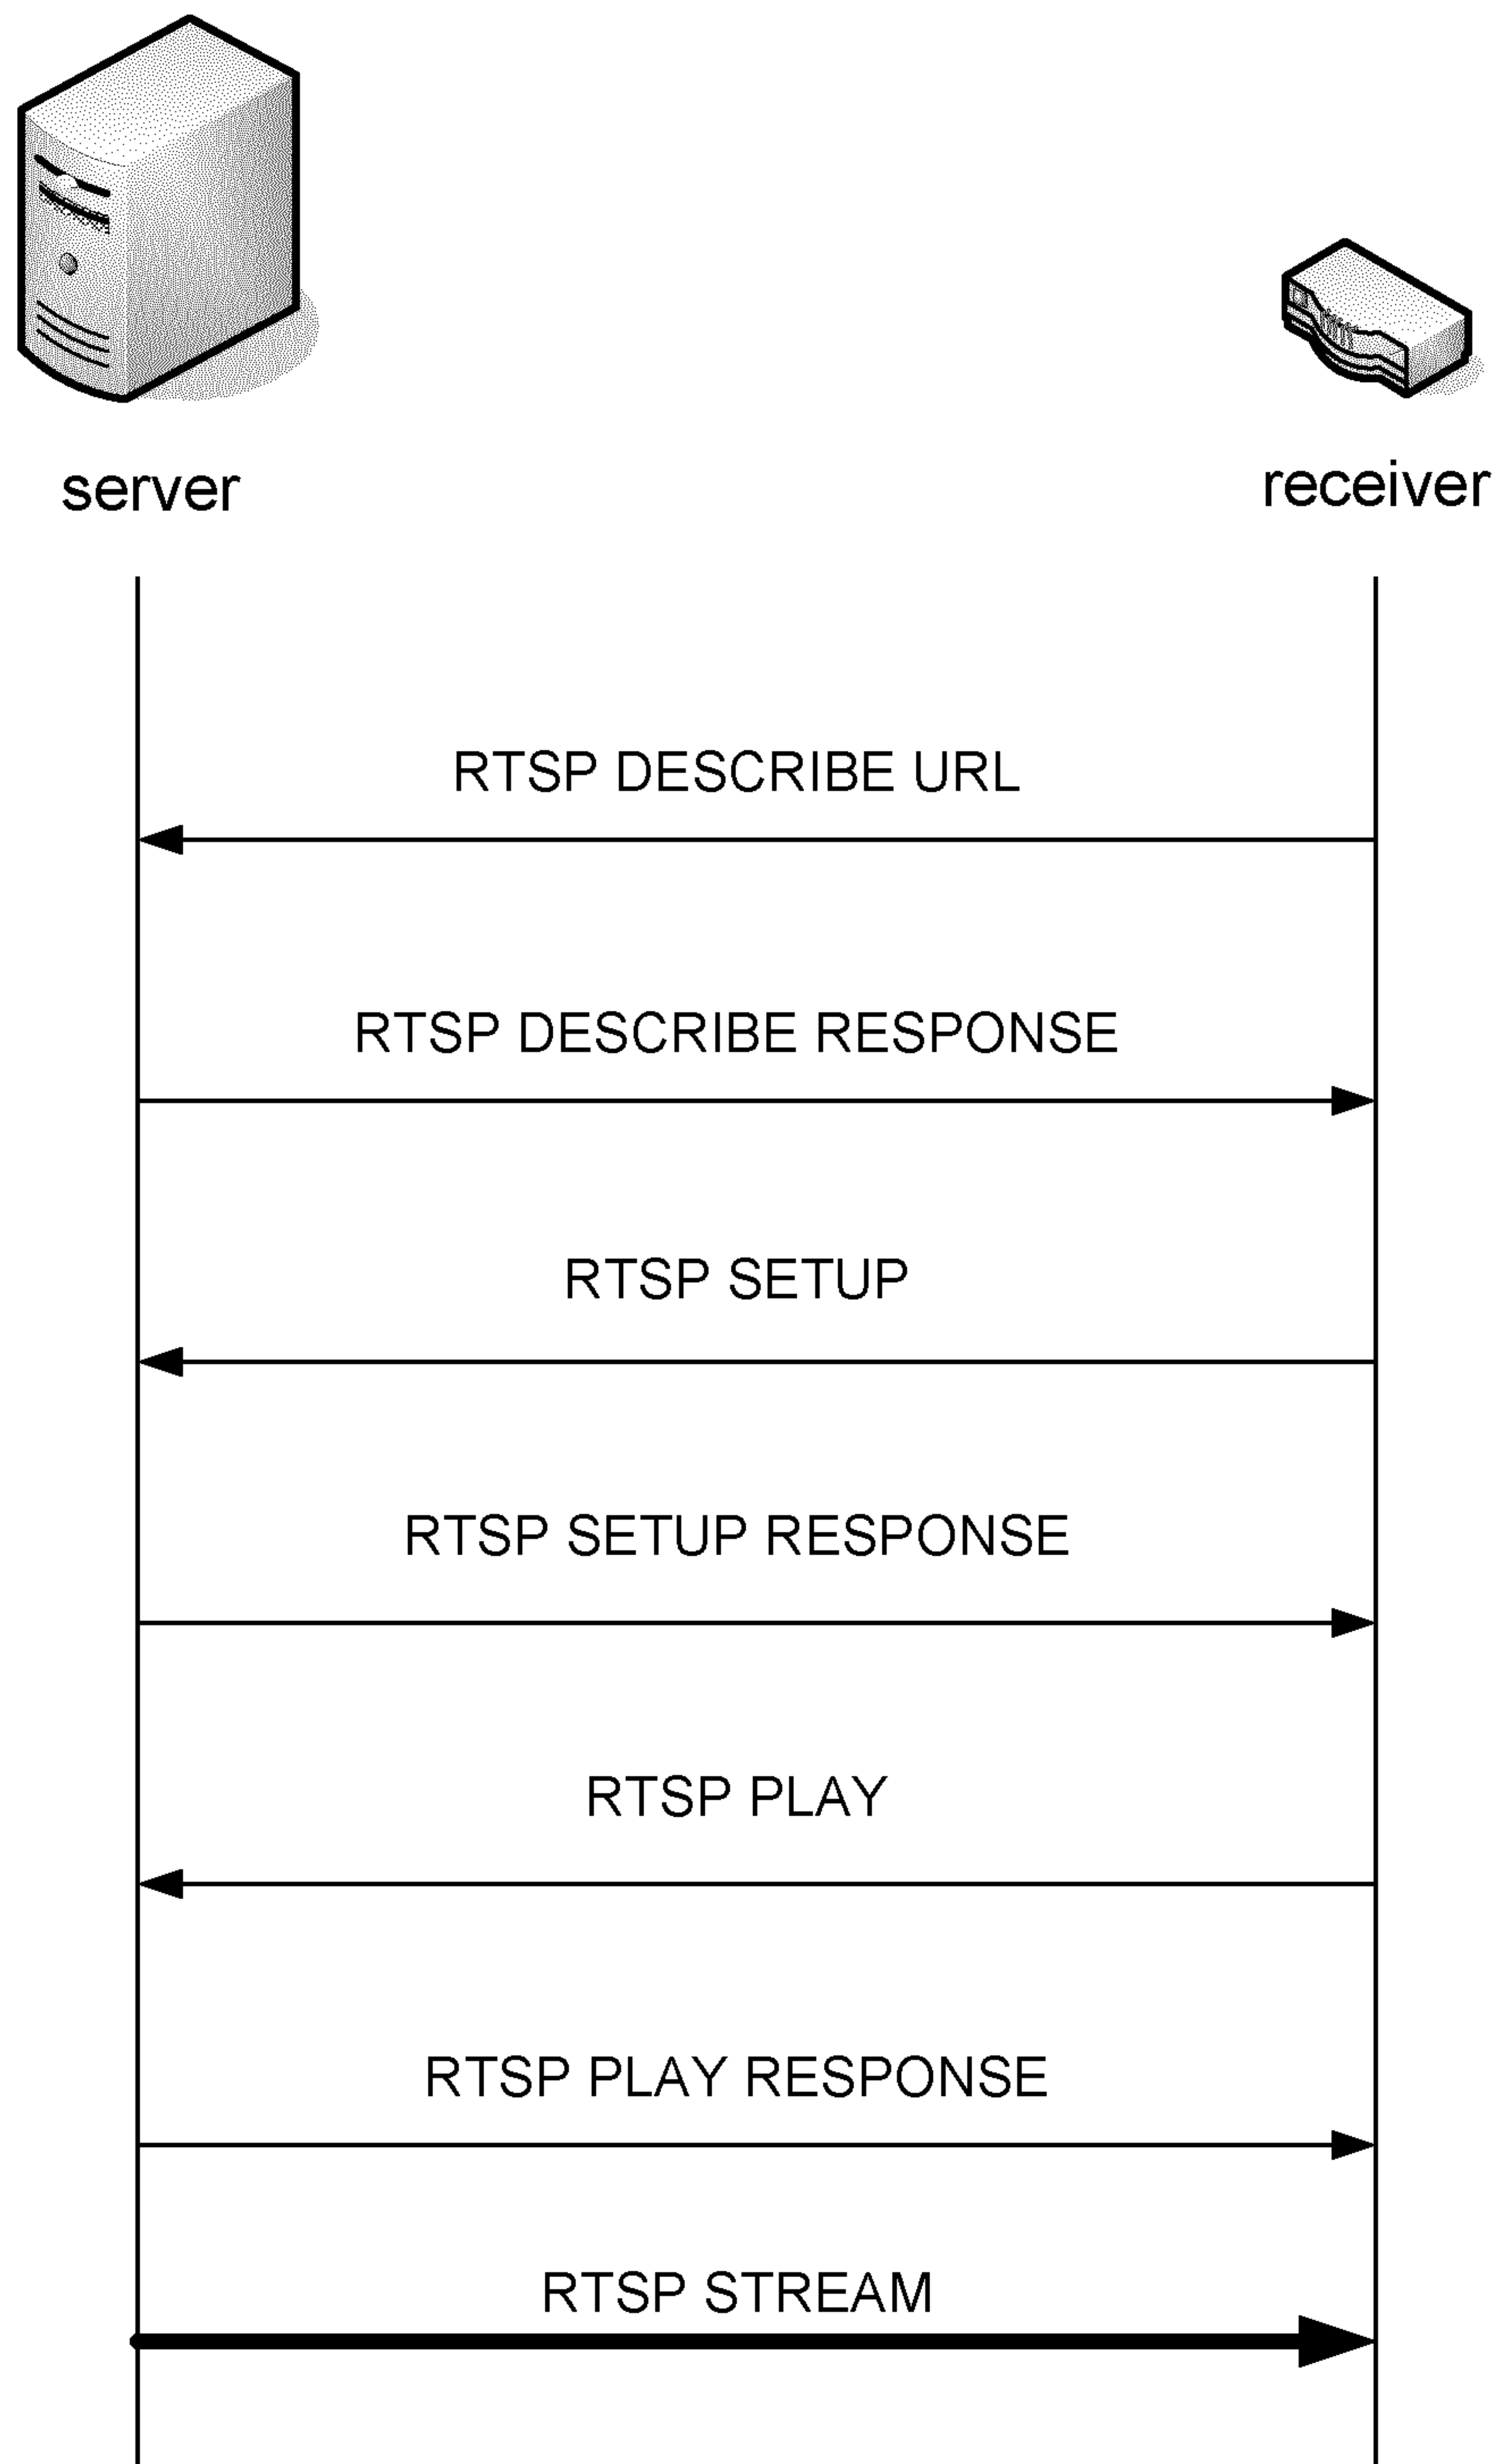 server
receiver
RTSP DESCRIBE URL
RTSP DESCRIBE RESPONSE
RTSP SETUP
RTSP SETUP RESPONSE
RTSP PLAY
RTSP PLAY RESPONSE
RTSP STREAM